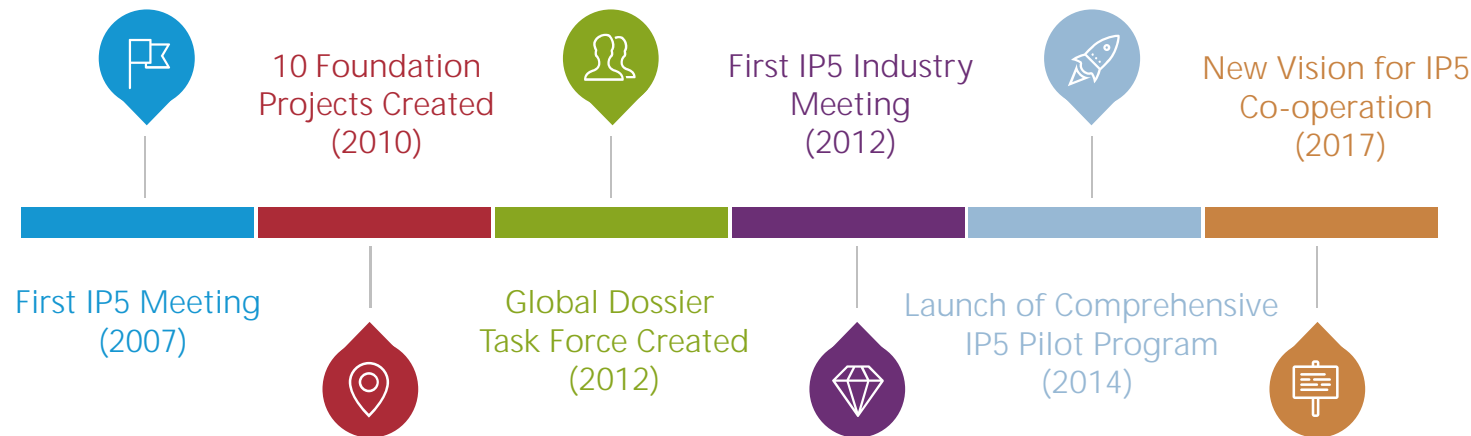 First IP5 Meeting
(2007)
10 Foundation
Projects Created
(2010)
Global Dossier
Task Force Created
(2012)
First IP5 Industry
Meeting
(2012)
Launch of Comprehensive
IP5 Pilot Program
(2014)
New Vision for IP5
Co-operation
(2017)